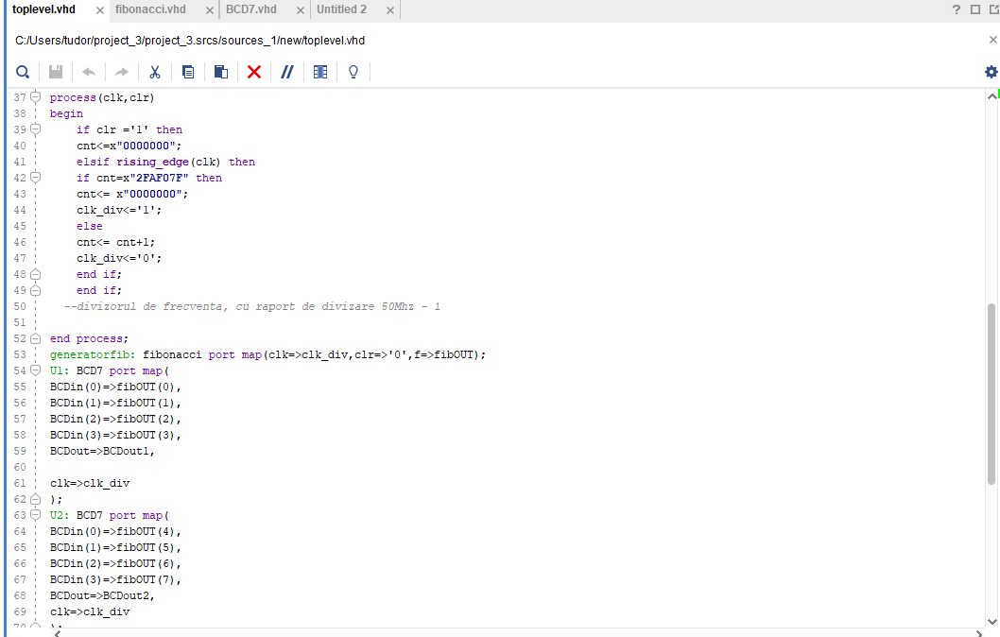 toplevel.vhd × fibonacci.vhd × BCD7.vhd × Untitled 2 ×
C:/Users/tudor/project_3/project_3.srcs/sources_1/new/toplevel.vhd
37 process(clk,clr)
38 begin
39 if clr ='1' then
40 cnt<=x"0000000";
41 elsif rising_edge(clk) then
42 if cnt=x"2FAF07F" then
43 cnt<= x"0000000";
44 clk_div<='1';
45 else
46 cnt<= cnt+1;
47 clk_div<='0';
48 end if;
49 end if;
50 --divizorul de frecventa, cu raport de divizare 50Mhz - 1
51
52 end process;
53 generatorfib: fibonacci port map(clk=>clk_div,clr=>'0',f=>fibOUT);
54 U1: BCD7 port map(
55 BCDin(0)=>fibOUT(0),
56 BCDin(1)=>fibOUT(1),
57 BCDin(2)=>fibOUT(2),
58 BCDin(3)=>fibOUT(3),
59 BCDout=>BCDout1,
60
61 clk=>clk_div
62 );
63 U2: BCD7 port map(
64 BCDin(0)=>fibOUT(4),
65 BCDin(1)=>fibOUT(5),
66 BCDin(2)=>fibOUT(6),
67 BCDin(3)=>fibOUT(7),
68 BCDout=>BCDout2,
69 clk=>clk_div
70 );